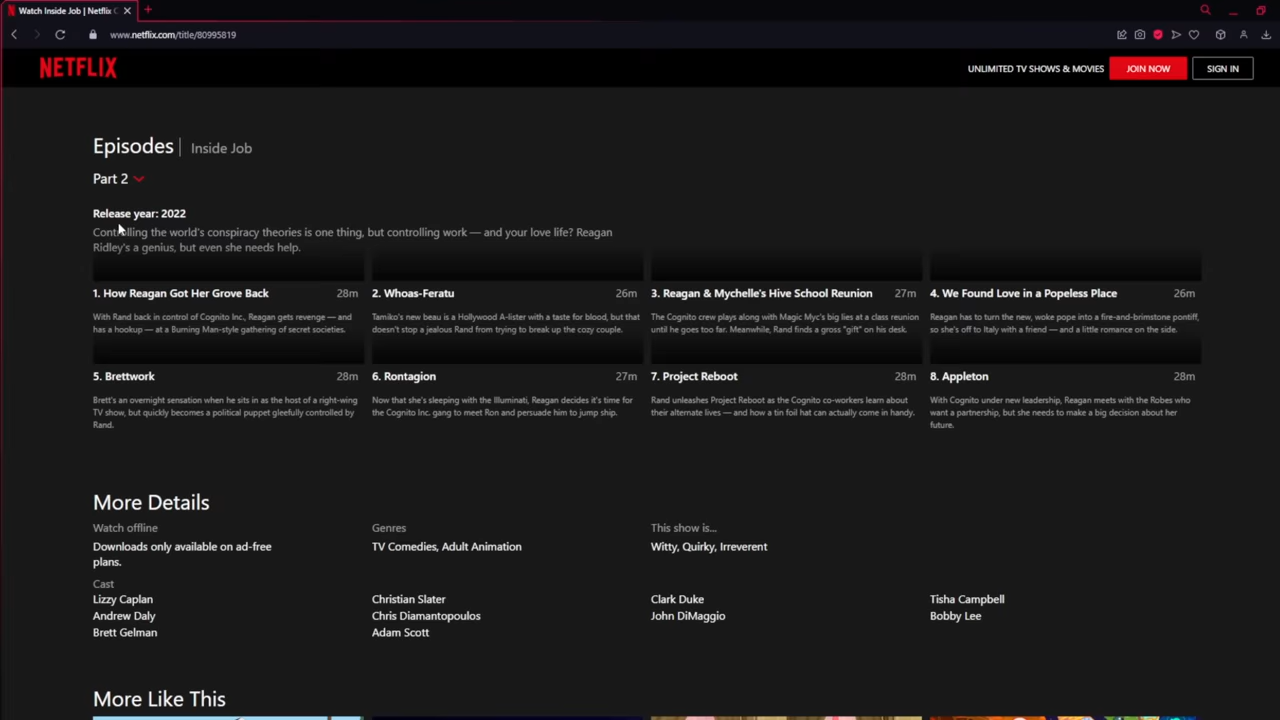 Watch Inside Job | Netflix
www.netflix.com/title/80995819
NETFLIX
UNLIMITED TV SHOWS & MOVIES
JOIN NOW
SIGN IN
Episodes
Inside Job
Part 2
Release year: 2022
Controlling the world's conspiracy theories is one thing, but controlling work — and your love life? Reagan
Ridley's a genius, but even she needs help.
1. How Reagan Got Her Grove Back
28m
With Rand back in control of Cognito Inc., Reagan gets revenge — and
has a hookup — at a Burning Man-style gathering of secret societies.
2. Whoas-Feratu
26m
Tamiko's new beau is a Hollywood A-lister with a taste for blood, but that
doesn't stop a jealous Rand from trying to break up the cozy couple.
3. Reagan & Mychelle's Hive School Reunion
27m
The Cognito crew plays along with Magic Myc's big lies at a class reunion
until he goes too far. Meanwhile, Rand finds a gross "gift" on his desk.
4. We Found Love in a Popeless Place
26m
Reagan has to turn the new, woke pope into a fire-and-brimstone pontiff,
so she's off to Italy with a friend — and a little romance on the side.
5. Brettwork
28m
Brett's an overnight sensation when he sits in as the host of a right-wing
TV show, but quickly becomes a political puppet gleefully controlled by
Rand.
6. Rontagion
27m
Now that she's sleeping with the Illuminati, Reagan decides it's time for
the Cognito Inc. gang to meet Ron and persuade him to jump ship.
7. Project Reboot
28m
Rand unleashes Project Reboot as the Cognito co-workers learn about
their alternate lives — and how a tin foil hat can actually come in handy.
8. Appleton
28m
With Cognito under new leadership, Reagan meets with the Robes who
want a partnership, but she needs to make a big decision about her
future.
More Details
Watch offline
Downloads only available on ad-free
plans.
Genres
TV Comedies, Adult Animation
This show is...
Witty, Quirky, Irreverent
Cast
Lizzy Caplan
Christian Slater
Clark Duke
Tisha Campbell
Andrew Daly
Chris Diamantopoulos
John DiMaggio
Bobby Lee
Brett Gelman
Adam Scott
More Like This